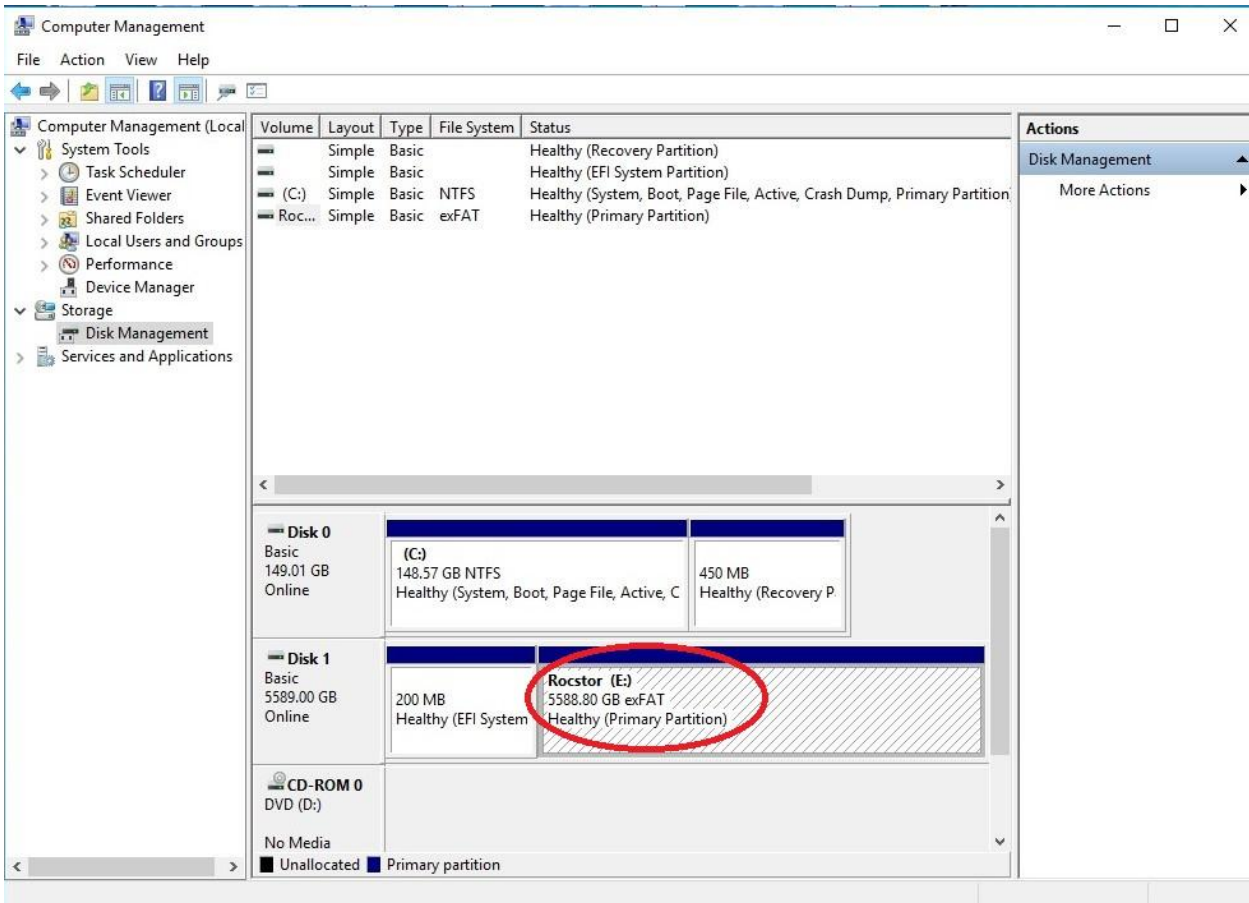 Computer Management
File Action View Help
Computer Management (Local
System Tools
Task Scheduler
Event Viewer
Shared Folders
Local Users and Groups
Performance
Device Manager
Storage
Disk Management
Services and Applications
Volume Layout Type File System Status
Simple Basic Healthy (Recovery Partition)
Simple Basic Healthy (EFI System Partition)
(C:) Simple Basic NTFS Healthy (System, Boot, Page File, Active, Crash Dump, Primary Partition)
Roc... Simple Basic exFAT Healthy (Primary Partition)
Disk 0
Basic
149.01 GB
Online
(C:)
148.57 GB NTFS
Healthy (System, Boot, Page File, Active, C
450 MB
Healthy (Recovery P
Disk 1
Basic
5589.00 GB
Online
200 MB
Healthy (EFI System
Rocstor (E:)
5588.80 GB exFAT
Healthy (Primary Partition)
CD-ROM 0
DVD (D:)
No Media
Unallocated Primary partition
Actions
Disk Management
More Actions